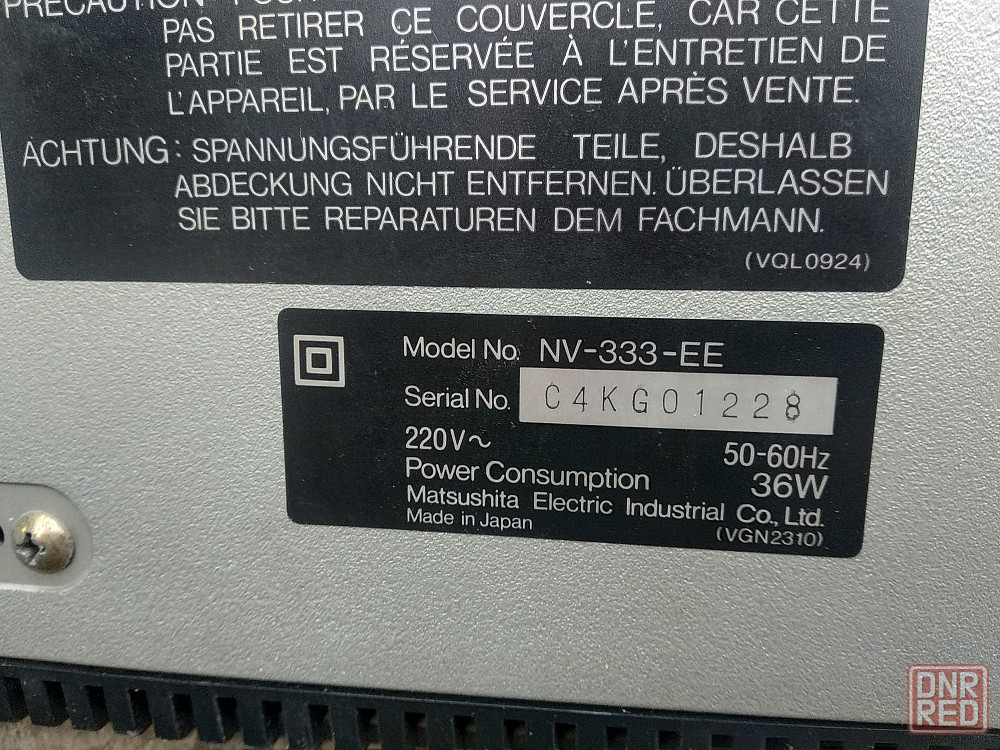 PRÉCAUTION
PAS RETIRER CE COUVERCLE, CAR CETTE
PARTIE EST RÉSERVÉE À L'ENTRETIEN DE
L'APPAREIL, PAR LE SERVICE APRÈS VENTE.
ACHTUNG: SPANNUNGSFÜHRENDE TEILE, DESHALB
ABDECKUNG NICHT ENTFERNEN. ÜBERLASSEN
SIE BITTE REPARATUREN DEM FACHMANN.
(VQL0924)
Model No. NV-333-EE
Serial No. C4KG01228
220V~ 50-60Hz
Power Consumption 36W
Matsushita Electric Industrial Co., Ltd.
Made in Japan (VGN2310)
DNR
RED